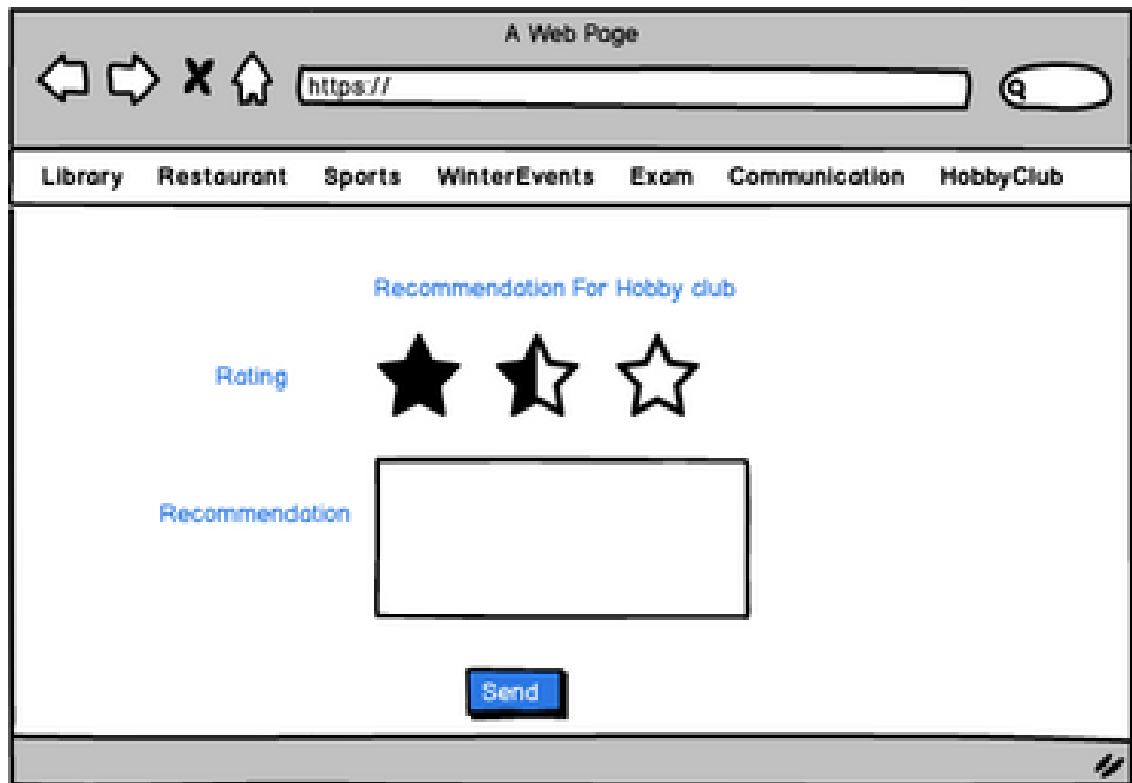 A Web Page
https://
Library Restaurant Sports WinterEvents Exam Communication HobbyClub
Recommendation For Hobby club
Rating
Recommendation
Send